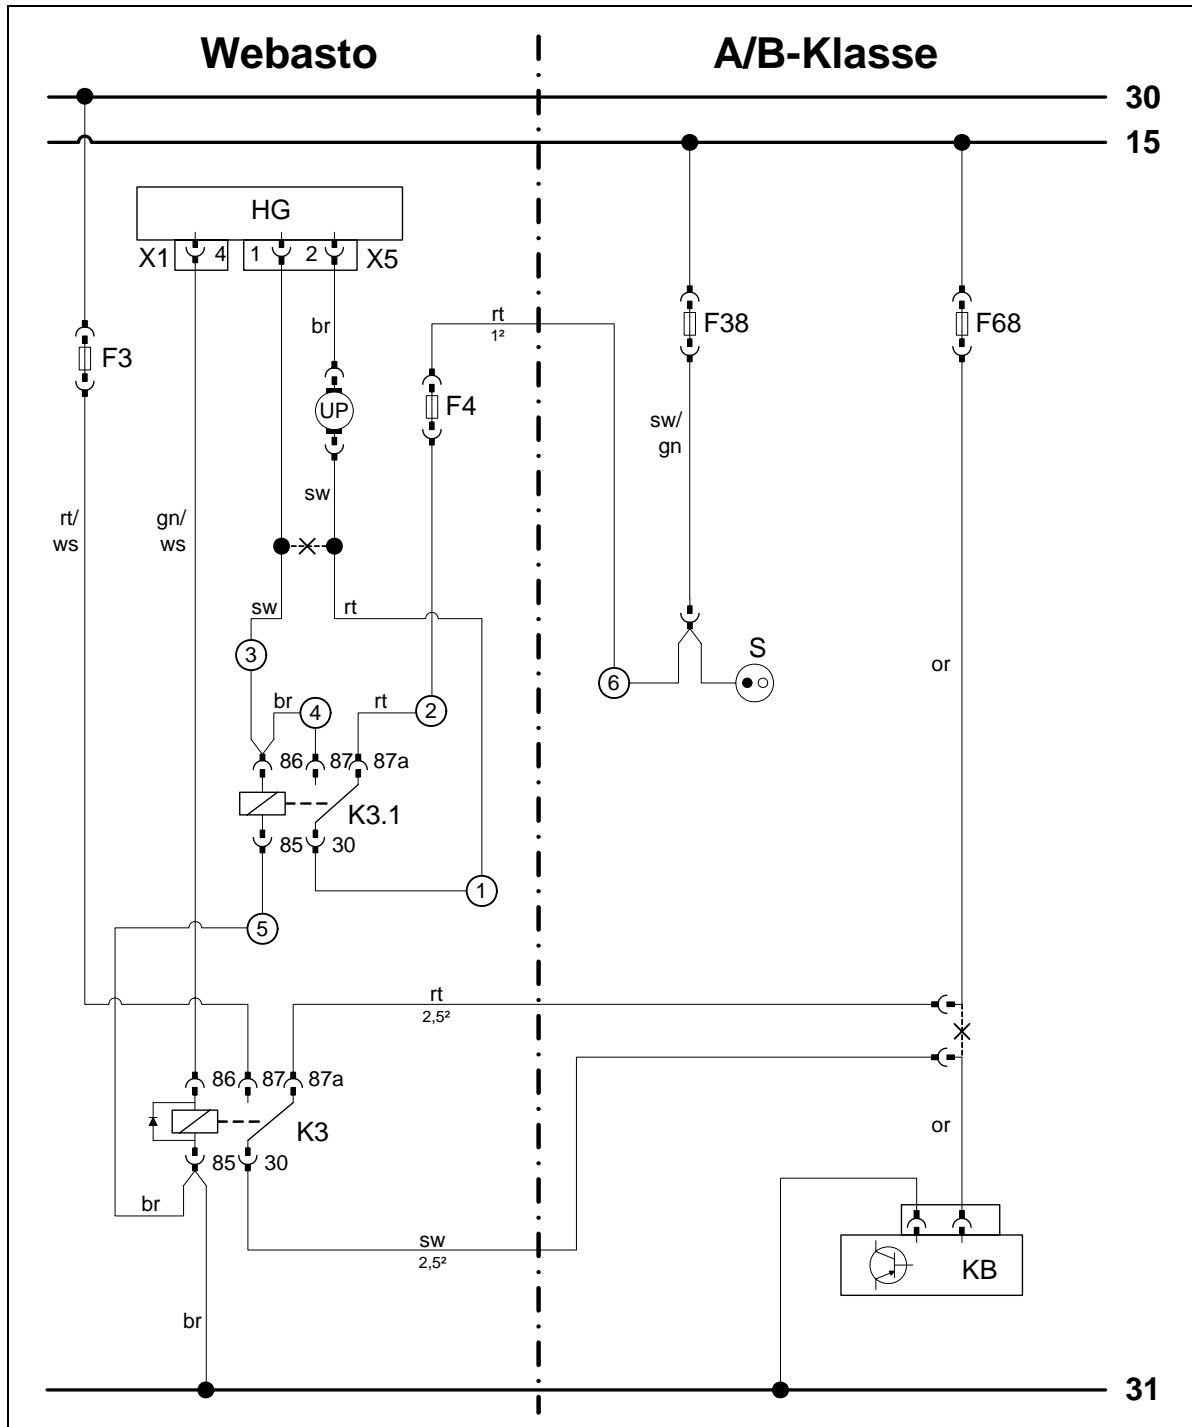 Webasto
A/B-Klasse
30
15
HG
X1
4
1
2
X5
br
rt
1²
F3
F4
F38
F68
UP
sw/
gn
sw
rt/
ws
gn/
ws
sw
rt
3
S
6
or
br
4
rt
2
86
87
87a
K3.1
85
30
1
5
rt
2,5²
86
87
87a
K3
or
85
30
br
sw
2,5²
KB
br
31